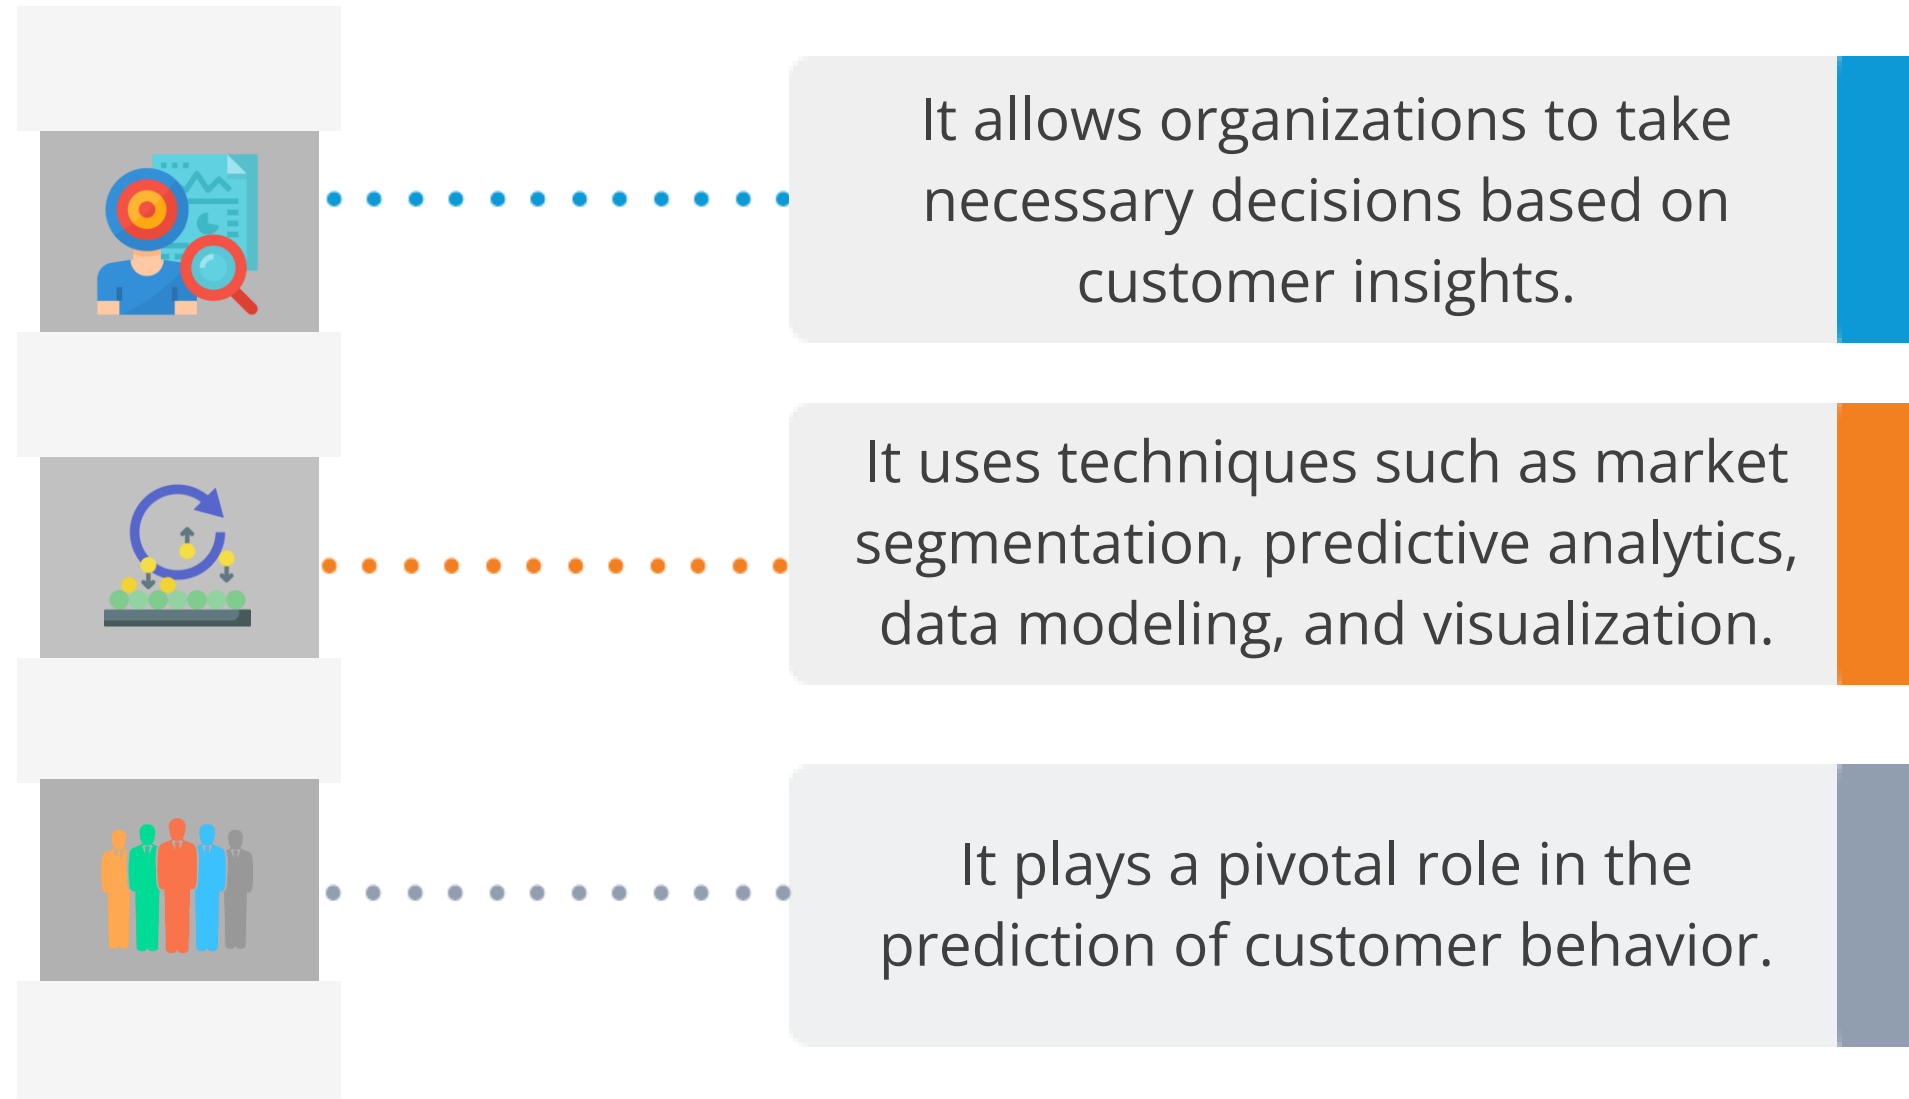 It allows organizations to take
necessary decisions based on
customer insights.
It uses techniques such as market
segmentation, predictive analytics,
data modeling, and visualization.
It plays a pivotal role in the
prediction of customer behavior.